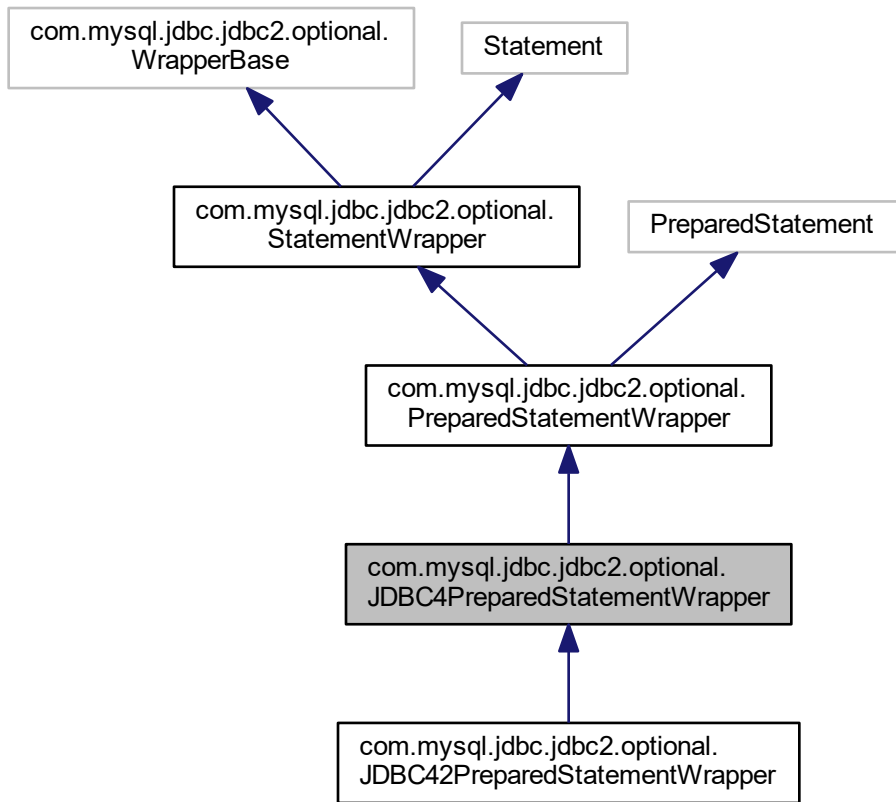 com.mysql.jdbc.jdbc2.optional.
WrapperBase
Statement
com.mysql.jdbc.jdbc2.optional.
StatementWrapper
PreparedStatement
com.mysql.jdbc.jdbc2.optional.
PreparedStatementWrapper
com.mysql.jdbc.jdbc2.optional.
JDBC4PreparedStatementWrapper
com.mysql.jdbc.jdbc2.optional.
JDBC42PreparedStatementWrapper